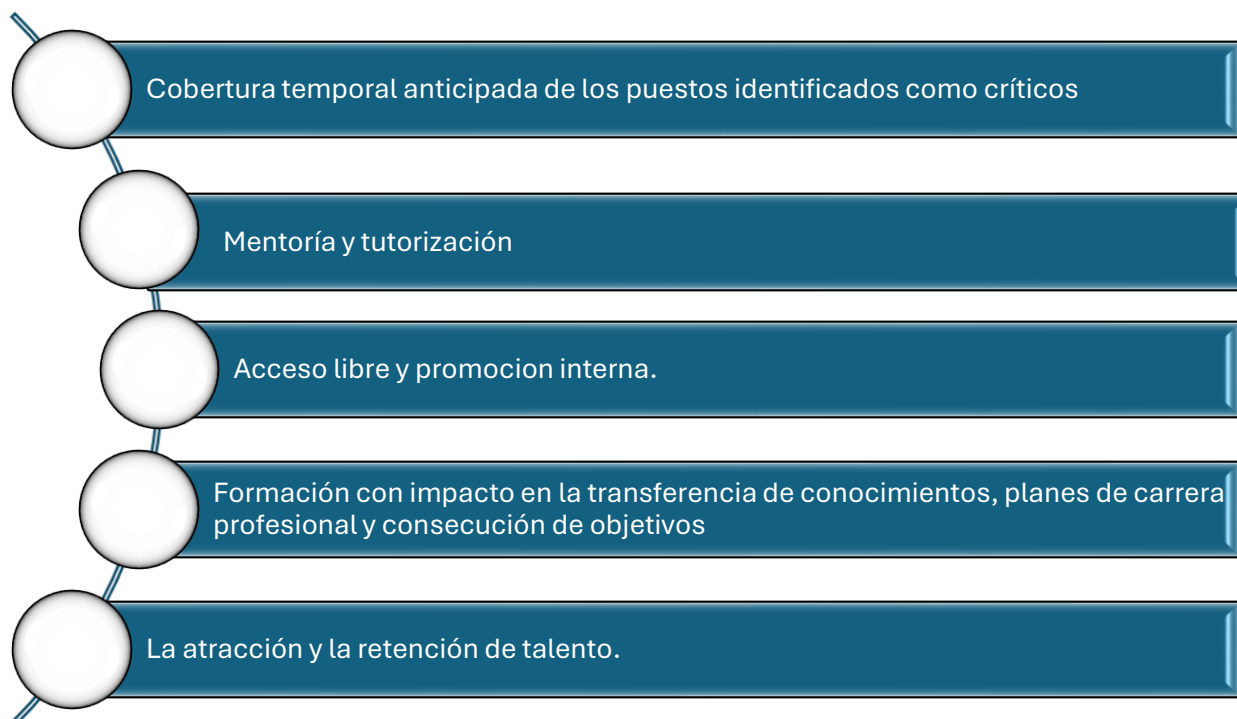 Cobertura temporal anticipada de los puestos identificados como críticos
Mentoría y tutorización
Acceso libre y promocion interna.
Formación con impacto en la transferencia de conocimientos, planes de carrera
profesional y consecución de objetivos
La atracción y la retención de talento.